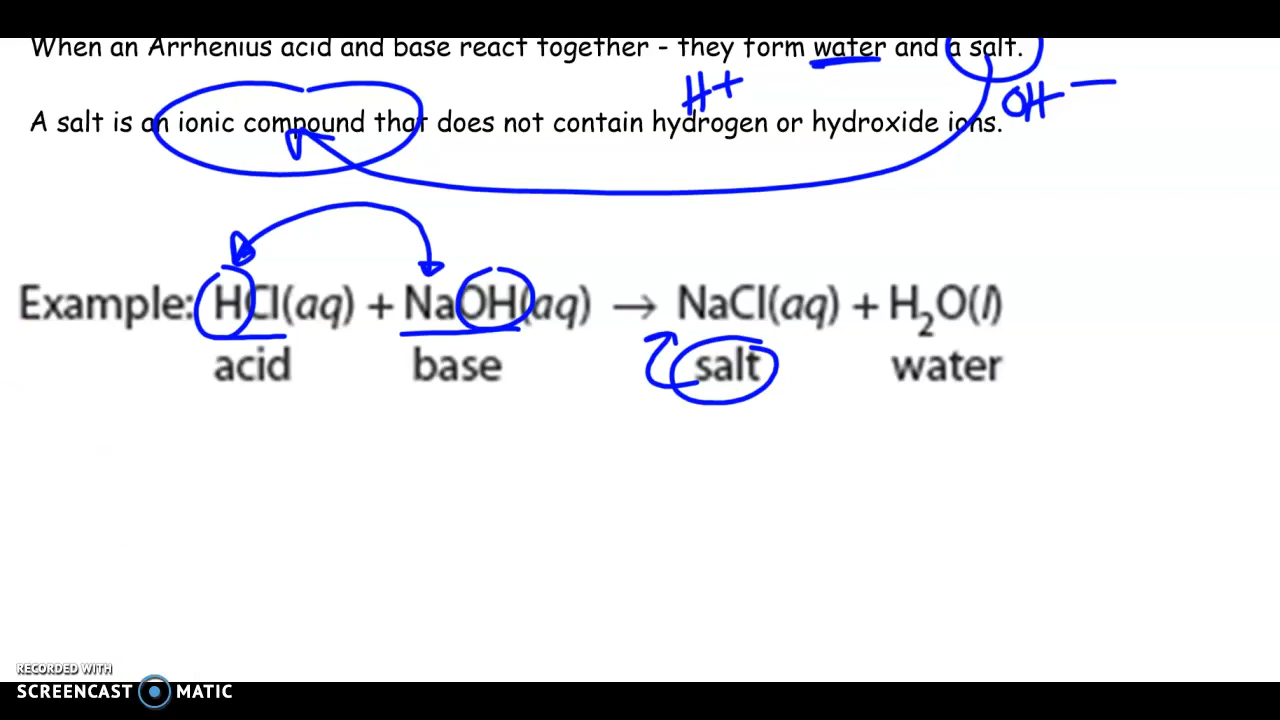 When an Arrhenius acid and base react together - they form water and a salt.
H+ OH-
A salt is an ionic compound that does not contain hydrogen or hydroxide ions.
Example: HCl(aq) + NaOH(aq) → NaCl(aq) + H₂O(l)
acid base salt water
RECORDED WITH
SCREENCAST MATIC